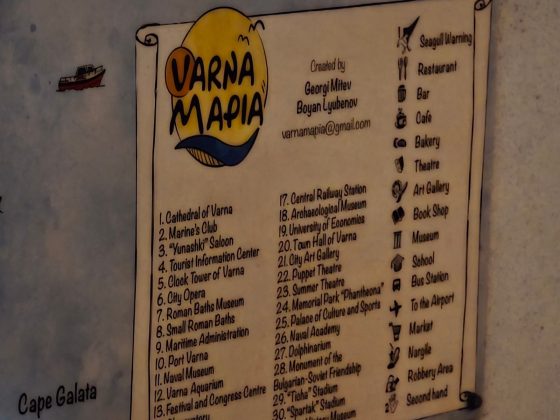 VARNA
MAPIA
Created by
Georgi Mitev
Boyan Lyubenov
varnamapia@gmail.com
1. Cathedral of Varna
2. Marine's Club
3. "Yunashki" Saloon
4. Tourist Information Center
5. Clock Tower of Varna
6. City Opera
7. Roman Baths Museum
8. Small Roman Baths
9. Maritime Administration
10. Port Varna
11. Naval Museum
12. Varna Aquarium
13. Festival and Congress Centre
17. Central Railway Station
18. Archaeological Museum
19. University of Economics
20. Town Hall of Varna
21. City Art Gallery
22. Puppet Theatre
23. Summer Theatre
24. Memorial Park "Phantheona"
25. Palace of Culture and Sports
26. Naval Academy
27. Dolphinarium
28. Monument of the
Bulgarian-Soviet Friendship
29. "Ticha" Stadium
30. "Spartak" Stadium
Museum
Seagull Warning
Restaurant
Bar
Cafe
Bakery
Theatre
Art Gallery
Book Shop
Museum
School
Bus Station
To the Airport
Market
Nargile
Robbery Area
Second hand
Cape Galata